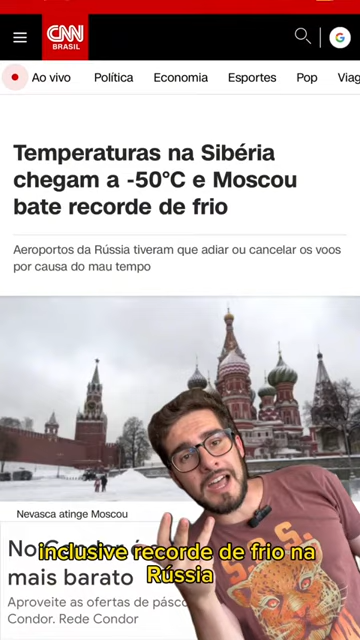 CNN
BRASIL
G
Ao vivo Política Economia Esportes Pop Viag
Temperaturas na Sibéria
chegam a -50°C e Moscou
bate recorde de frio
Aeroportos da Rússia tiveram que adiar ou cancelar os voos
por causa do mau tempo
Nevasca atinge Moscou
inclusive recorde de frio na
Rússia
mais barato
Aproveite as ofertas de pásco
Condor. Rede Condor